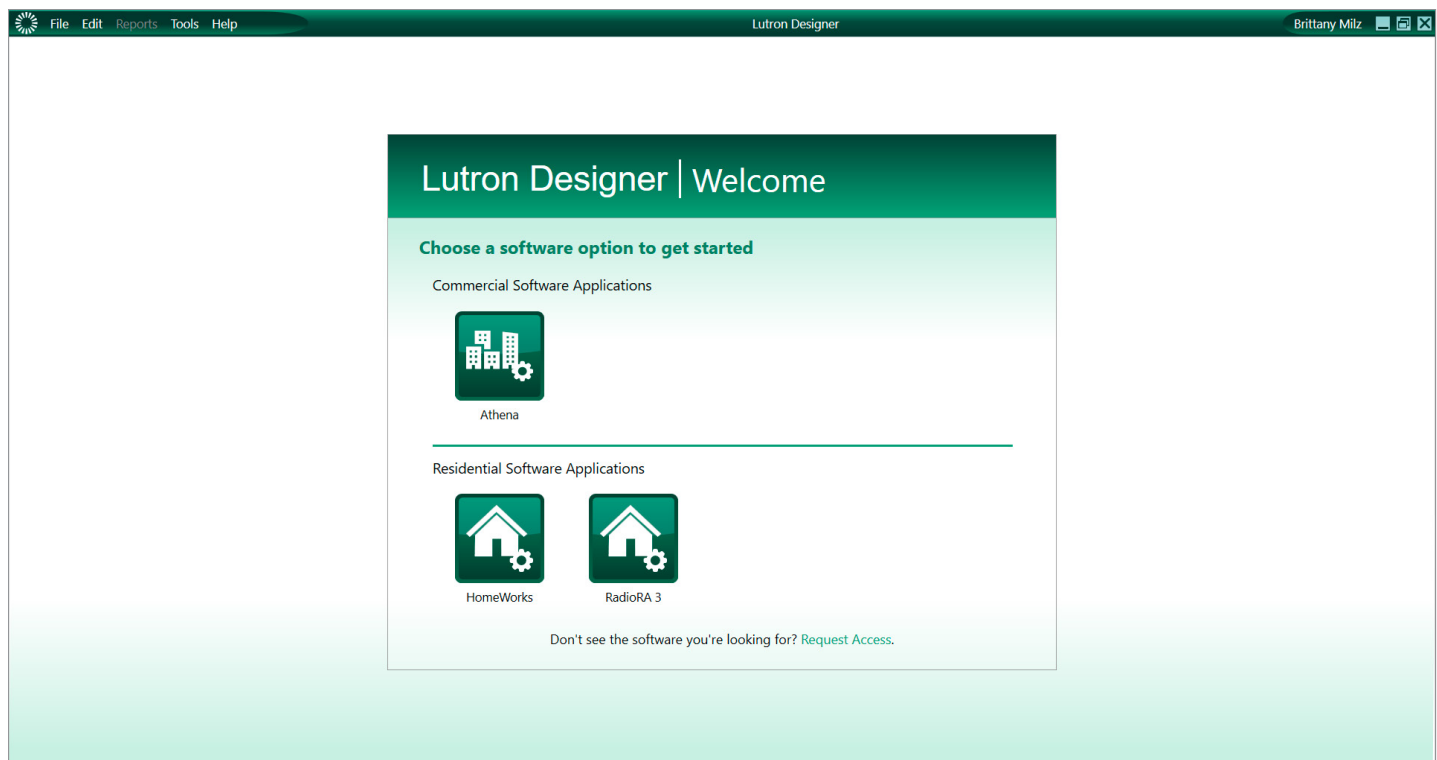 File Edit Reports Tools Help
Lutron Designer
Brittany Milz
Lutron Designer | Welcome
Choose a software option to get started
Commercial Software Applications
Athena
Residential Software Applications
HomeWorks
RadioRA 3
Don't see the software you're looking for? Request Access.